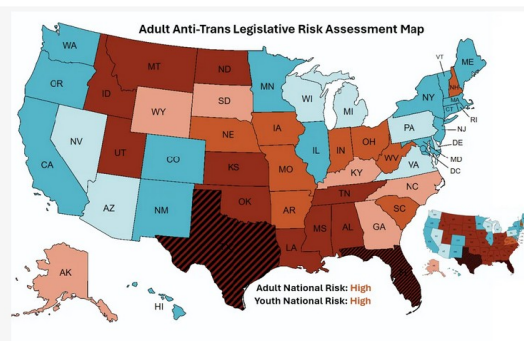 Adult Anti-Trans Legislative Risk Assessment Map
WA
OR
CA
NV
ID
MT
WY
UT
AZ
CO
NM
ND
SD
NE
KS
OK
MN
IA
MO
AR
LA
WI
IL
MI
IN
OH
KY
TN
MS
AL
GA
SC
NC
VA
WV
PA
NY
VT
NH
ME
MA
CT
RI
NJ
DE
MD
DC
AK
HI
Adult National Risk: High
Youth National Risk: High